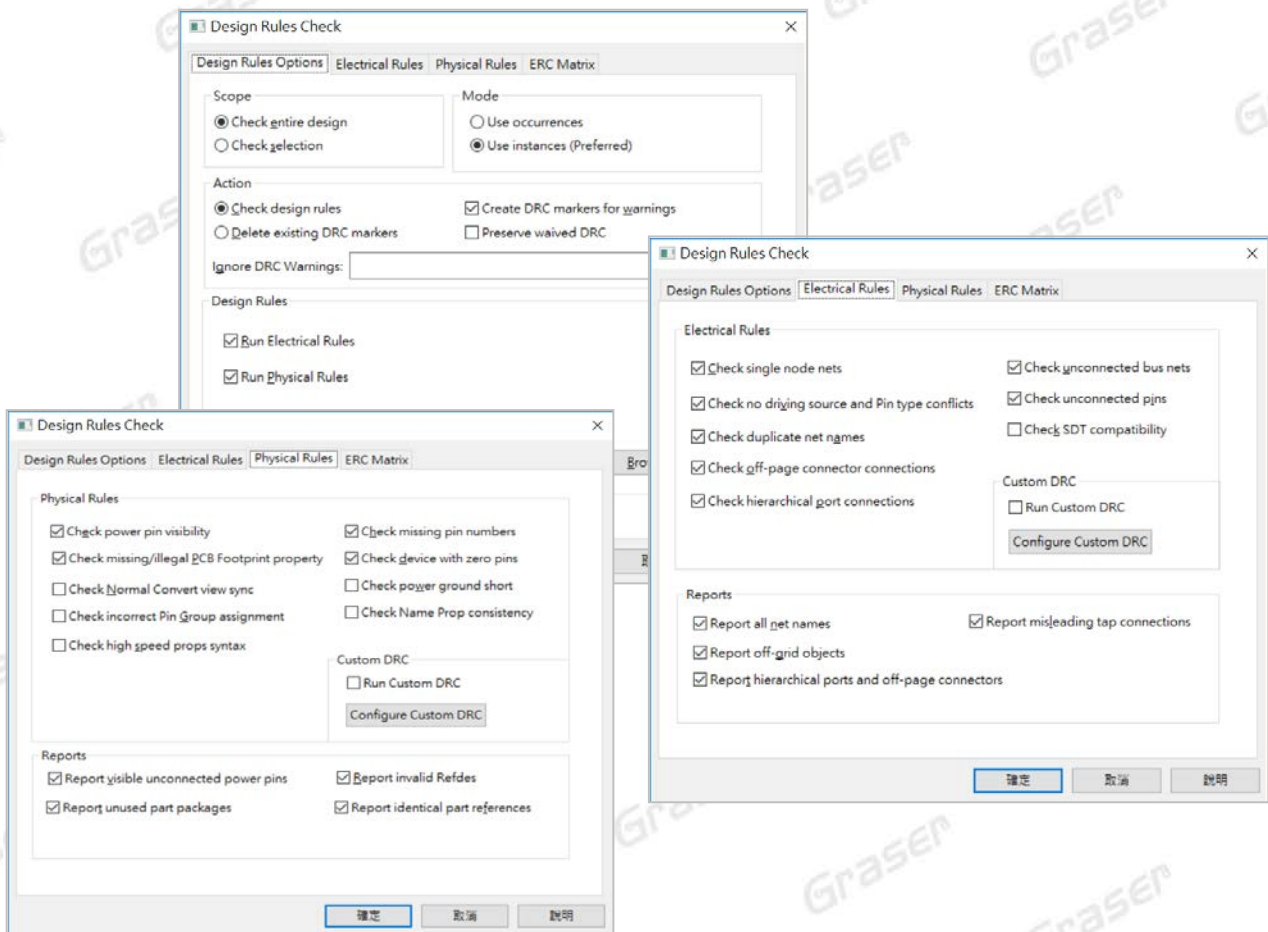 Design Rules Check
Design Rules Options Electrical Rules Physical Rules ERC Matrix
Scope
Check entire design
Check selection
Mode
Use occurrences
Use instances (Preferred)
Action
Check design rules
Delete existing DRC markers
Create DRC markers for warnings
Preserve waived DRC
Ignore DRC Warnings:
Design Rules
Run Electrical Rules
Run Physical Rules
Design Rules Check
Design Rules Options Electrical Rules Physical Rules ERC Matrix
Electrical Rules
Check single node nets
Check no driving source and Pin type conflicts
Check duplicate net names
Check off-page connector connections
Check hierarchical port connections
Check unconnected bus nets
Check unconnected pins
Check SDT compatibility
Custom DRC
Run Custom DRC
Configure Custom DRC
Reports
Report all net names
Report off-grid objects
Report hierarchical ports and off-page connectors
Report misleading tap connections
確定 取消 說明
Design Rules Check
Design Rules Options Electrical Rules Physical Rules ERC Matrix
Physical Rules
Check power pin visibility
Check missing/illegal PCB Footprint property
Check Normal Convert view sync
Check incorrect Pin Group assignment
Check high speed props syntax
Check missing pin numbers
Check device with zero pins
Check power ground short
Check Name Prop consistency
Custom DRC
Run Custom DRC
Configure Custom DRC
Reports
Report visible unconnected power pins
Report unused part packages
Report invalid Refdes
Report identical part references
確定 取消 說明
Graser
Graser
Graser
Graser